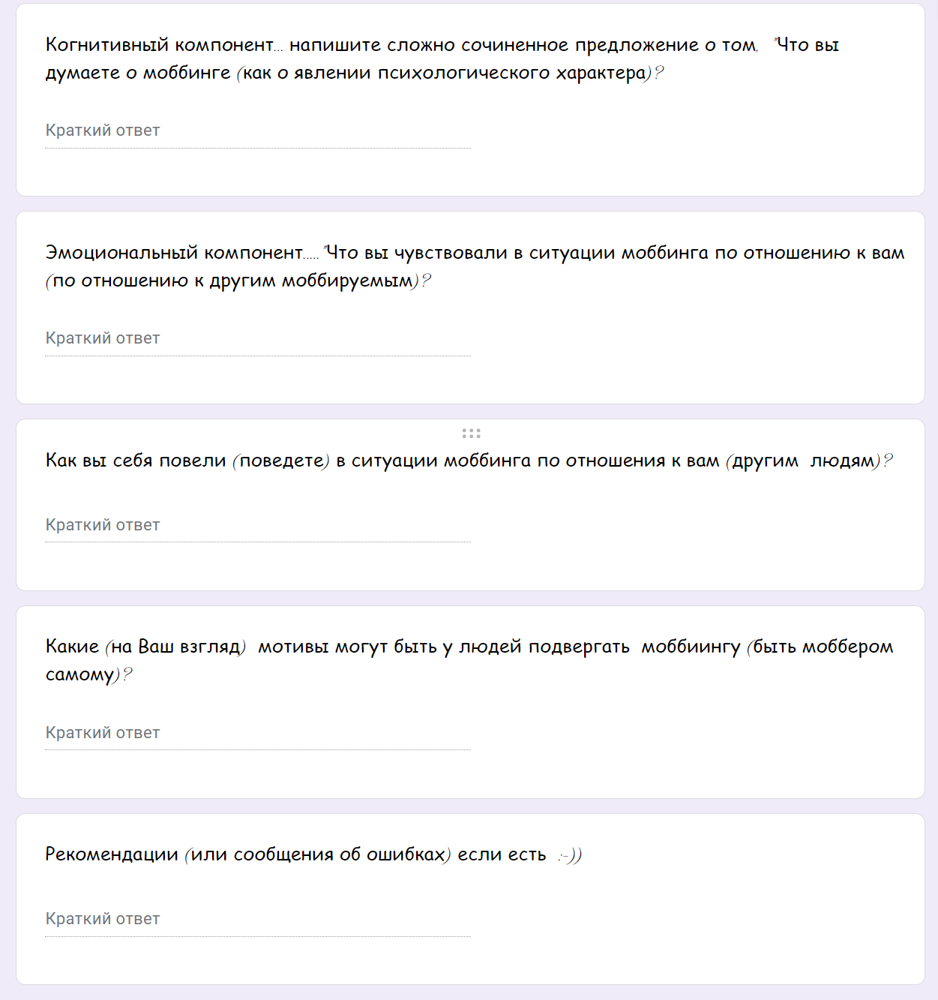 Когнитивный компонент... напишите сложно сочиненное предложение о том,  "Что вы
думаете о моббинге (как о явлении психологического характера)?
Краткий ответ
Эмоциональный компонент....."Что вы чувствовали в ситуации моббинга по отношению к вам
(по отношению к другим моббируемым)?
Краткий ответ
Как вы себя повели (поведете) в ситуации моббинга по отношения к вам (другим  людям)?
Краткий ответ
Какие (на Ваш взгляд)  мотивы могут быть у людей подвергать  моббиингу (быть моббером
самому)?
Краткий ответ
Рекомендации (или сообщения об ошибках) если есть  :-))
Краткий ответ